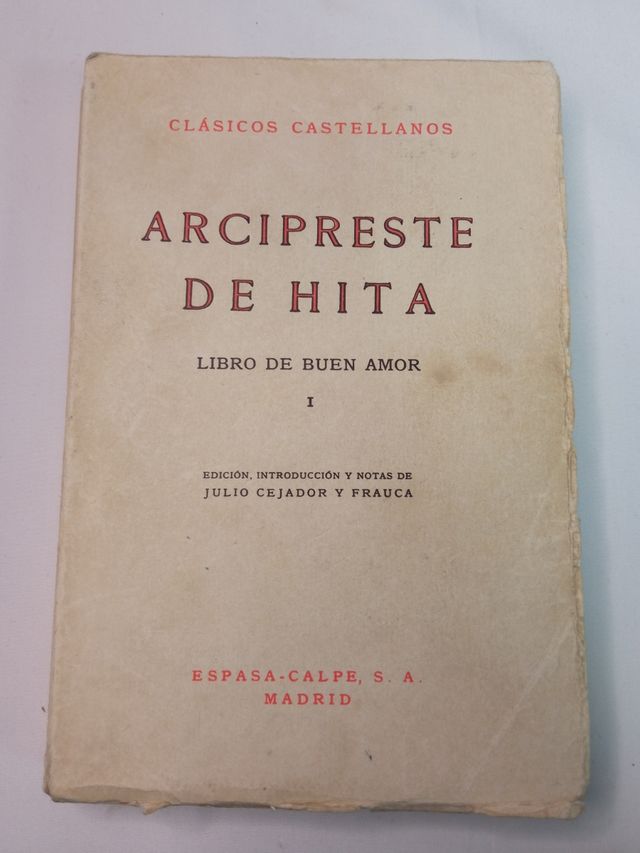 CLÁSICOS CASTELLANOS
ARCIPRESTE
DE HITA
LIBRO DE BUEN AMOR
I
EDICIÓN, INTRODUCCIÓN Y NOTAS DE
JULIO CEJADOR Y FRAUCA
ESPASA-CALPE, S. A.
MADRID